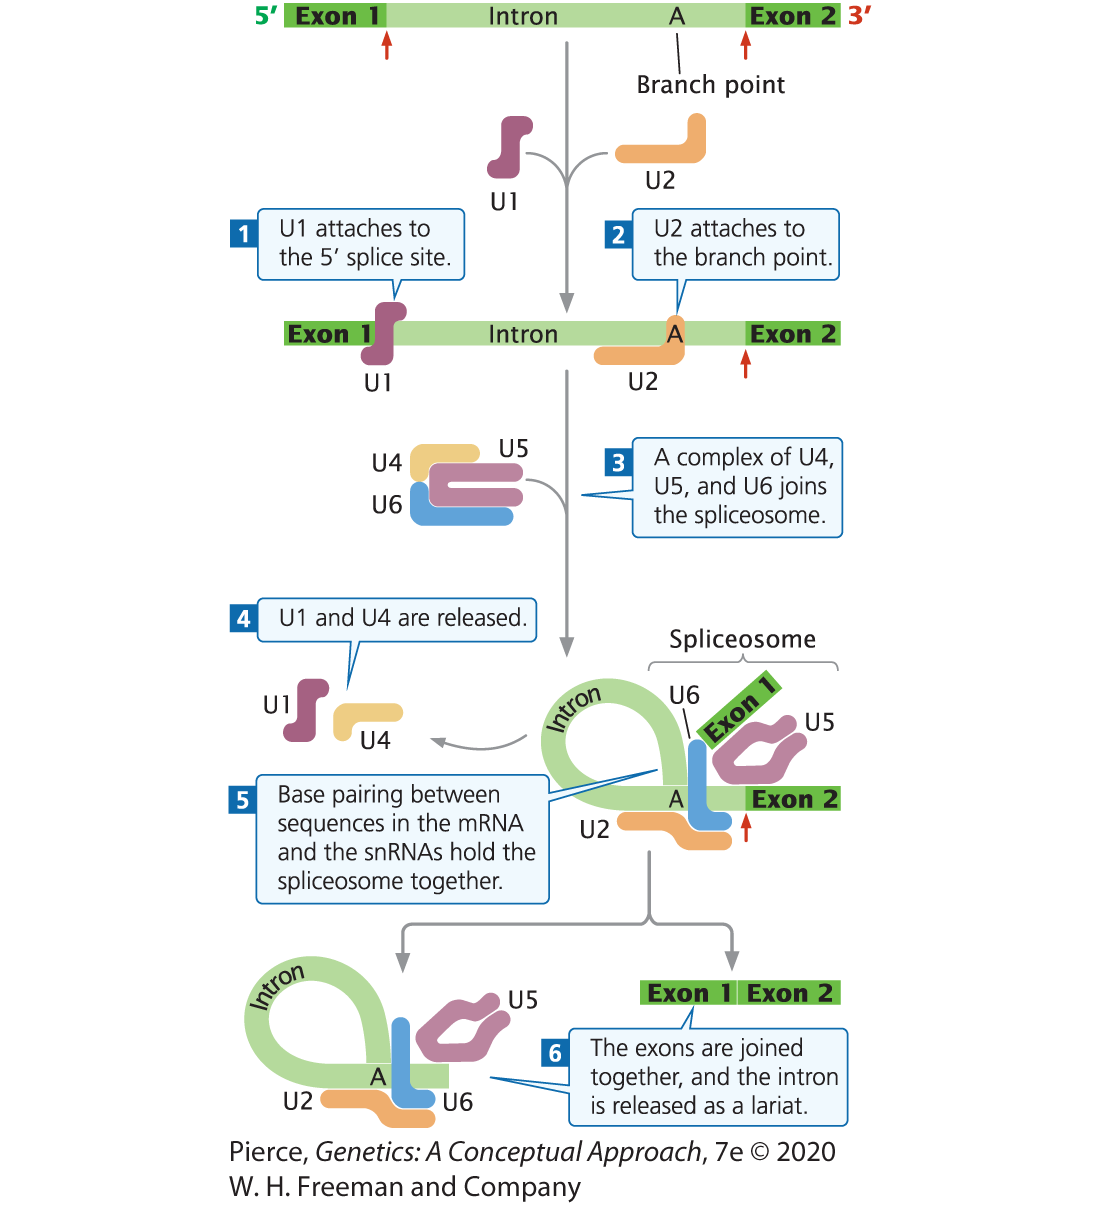 5′ Exon 1 Intron A Exon 2 3′
Branch point
U1
U2
1 U1 attaches to
the 5′ splice site.
2 U2 attaches to
the branch point.
Exon 1 Intron A Exon 2
U1
U2
U4
U5
U6
3 A complex of U4,
U5, and U6 joins
the spliceosome.
4 U1 and U4 are released.
U1
U4
Spliceosome
Intron
U6
Exon 1
U5
A
Exon 2
U2
5 Base pairing between
sequences in the mRNA
and the snRNAs hold the
spliceosome together.
Intron
U5
A
U2
U6
Exon 1 Exon 2
6 The exons are joined
together, and the intron
is released as a lariat.
Pierce, Genetics: A Conceptual Approach, 7e © 2020
W. H. Freeman and Company